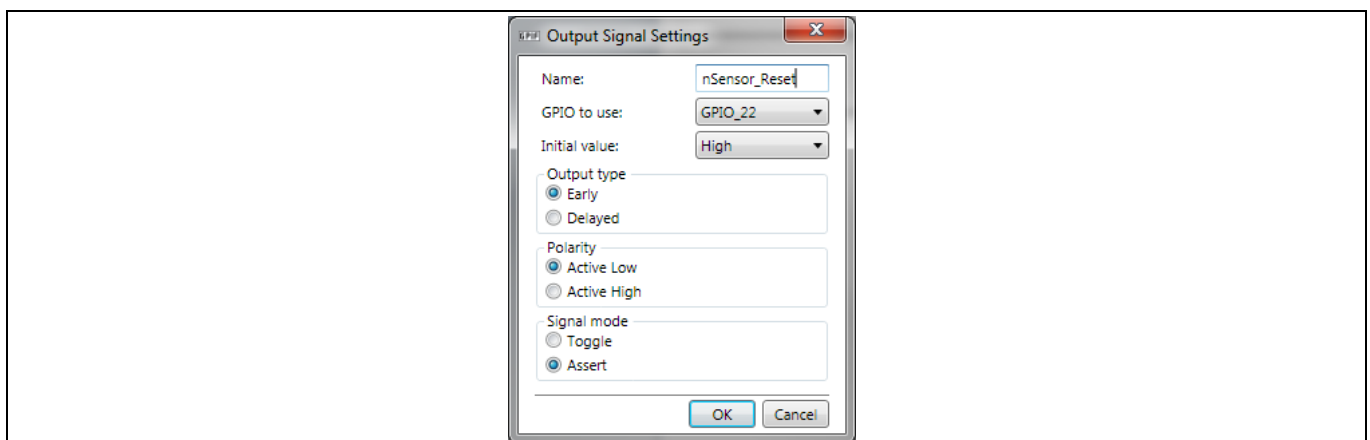 GPIF Output Signal Settings
Name: nSensor_Reset
GPIO to use: GPIO_22
Initial value: High
Output type
Early
Delayed
Polarity
Active Low
Active High
Signal mode
Toggle
Assert
OK Cancel